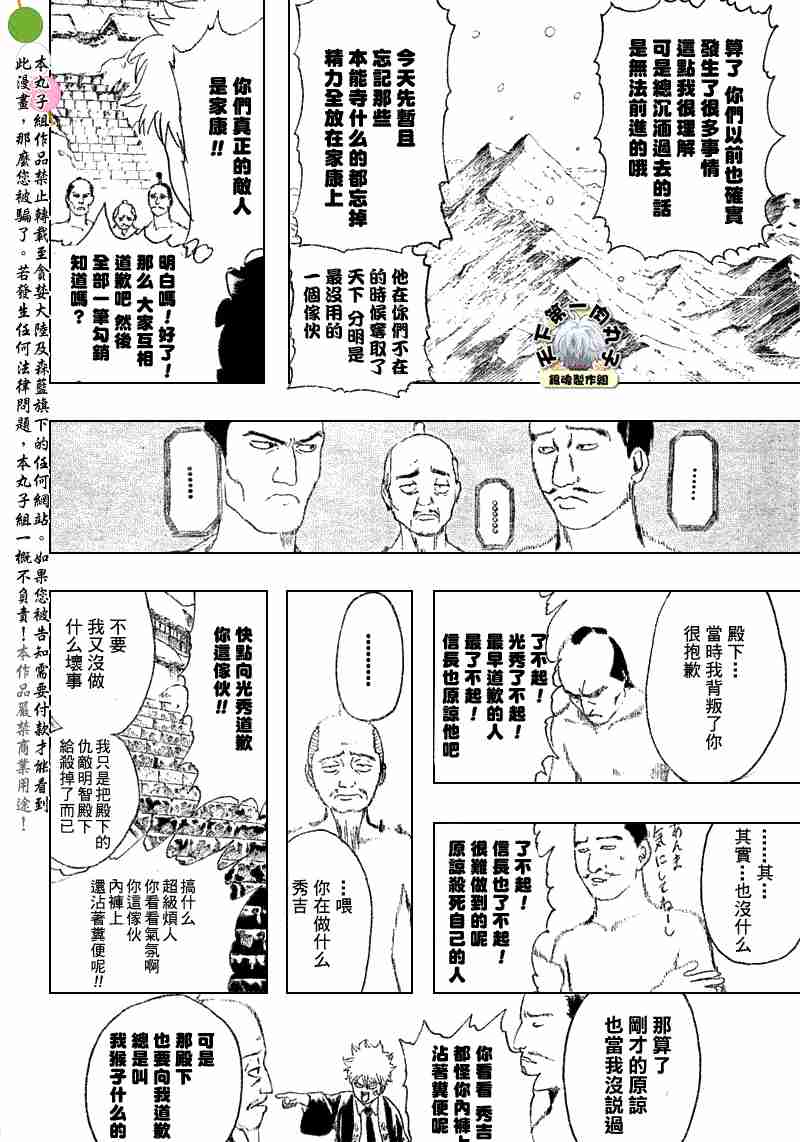 算了 你們以前也確實
發生了很多事情
這點我很理解
可是總沉湎過去的話
是無法前進的哦
今天先暫且
忘記那些
本能寺什么的都忘掉
精力全放在家康上
他在你們不在
的時候奪取了
天下 分明是
最沒用的
一個傢伙
天下第一
銀魂製作組
你們真正的敵人
是家康!!
明白嗎！好了！
那么 大家互相
道歉吧 然後
全部一筆勾銷
知道嗎？
………
………
………
殿下…
當時我背叛了你
很抱歉
了不起！
光秀了不起！
最早道歉的人
最了不起！
信長也原諒他吧
………其…
其實…也沒什么
あんま
気にしてねーし
了不起！
信長也了不起！
很難做到的呢
原諒殺死自己的人
………
…喂
你在做什么
秀吉
快點向光秀道歉
你這傢伙!!
不要
我又沒做
什么壞事
我只是把殿下的
仇敵明智殿下
給殺掉了而已
搞什么
超級煩人
你看看氣氛啊
你這傢伙
內褲上
還沾著糞便呢!!
那算了
剛才的原諒
也當我沒說過
你看看 秀吉
都怪你內褲上
沾著糞便呢
可是
那殿下
也要向我道歉
總是叫
我猴子什么的
本丸子組作品禁止轉載至貪婪大陸及森藍旗下的任何網站。如果您被告知需要付款才能看到
此漫畫，那麼您被騙了。若發生任何法律問題，本丸子組一概不負責！本作品嚴禁商業用途！